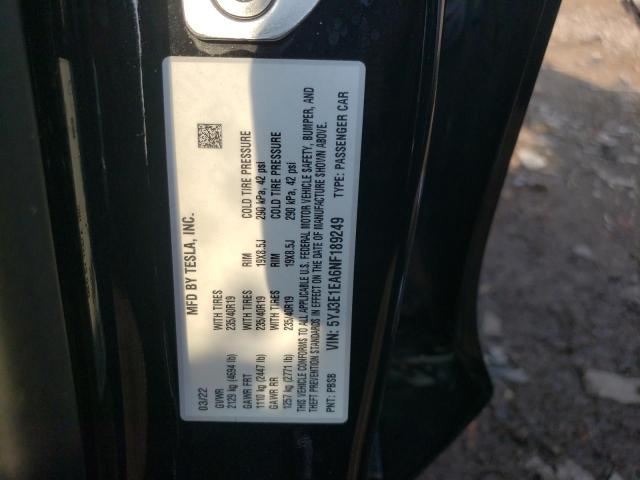 MFD BY TESLA, INC.
03/22
GVWR
2129 kg (4694 lb)
GAWR FRT WITH TIRES RIM COLD TIRE PRESSURE
1110 kg (2447 lb) 235/40R19 19X8.5J 290 kPa, 42 psi
GAWR RR WITH TIRES RIM COLD TIRE PRESSURE
1257 kg (2771 lb) 235/40R19 19X8.5J 290 kPa, 42 psi
THIS VEHICLE CONFORMS TO ALL APPLICABLE U.S. FEDERAL MOTOR VEHICLE SAFETY, BUMPER, AND
THEFT PREVENTION STANDARDS IN EFFECT ON THE DATE OF MANUFACTURE SHOWN ABOVE.
VIN: 5YJ3E1EA6NF189249
PNT: PBSB TYPE: PASSENGER CAR